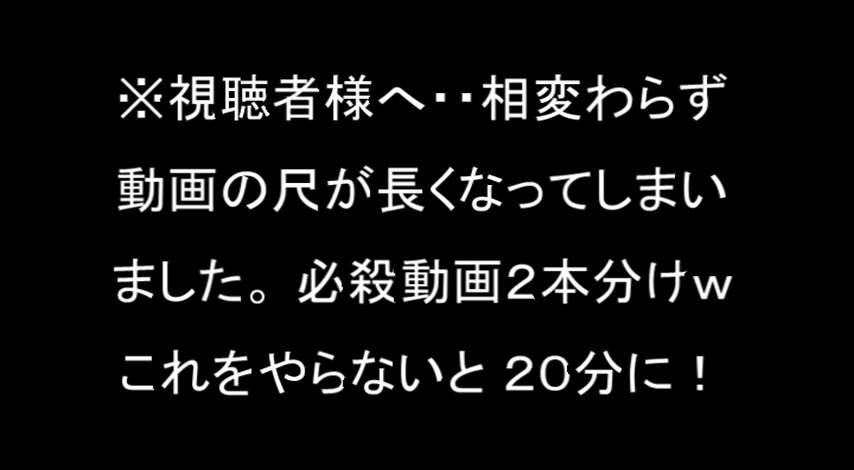 ※視聴者様へ・・相変わらず
動画の尺が長くなってしまい
ました。必殺動画２本分けｗ
これをやらないと ２０分に！